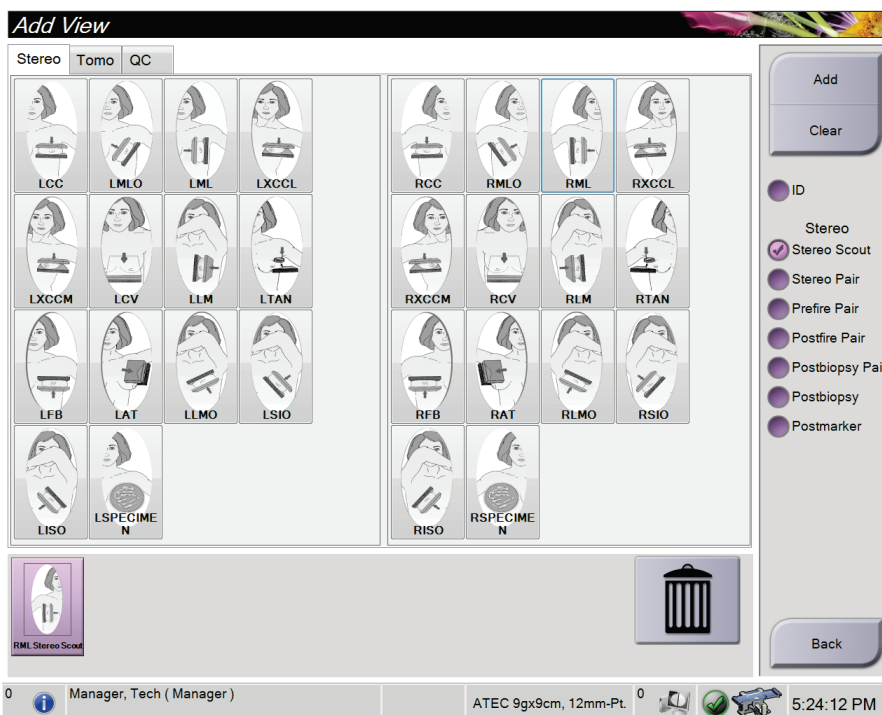 Add View
Stereo Tomo QC
LCC LMLO LML LXCCL RCC RMLO RML RXCCL
LXCCM LCV LLM LTAN RXCCM RCV RLM RTAN
LFB LAT LLMO LSIO RFB RAT RLMO RSIO
LISO LSPECIME
N RISO RSPECIME
N
Add
Clear
ID
Stereo
Stereo Scout
Stereo Pair
Prefire Pair
Postfire Pair
Postbiopsy Pai
Postbiopsy
Postmarker
RML Stereo Scout
Back
0 Manager, Tech ( Manager ) ATEC 9gx9cm, 12mm-Pt. 0 5:24:12 PM